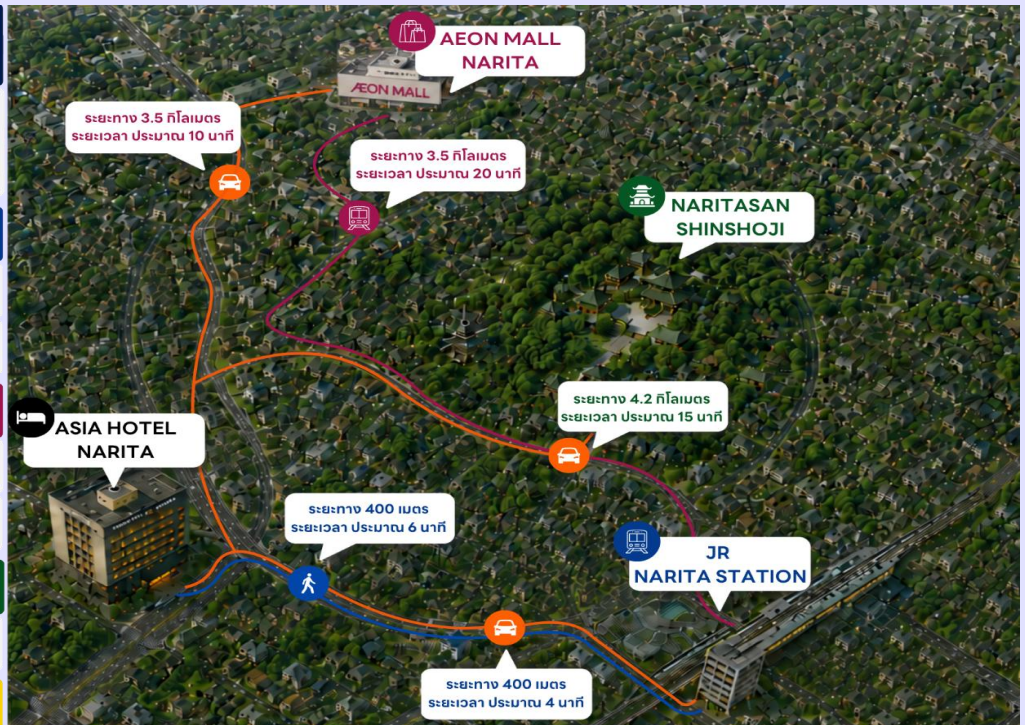 AEON MALL
NARITA
ÆON MALL
ระยะทาง 3.5 กิโลเมตร
ระยะเวลา ประมาณ 10 นาที
ระยะทาง 3.5 กิโลเมตร
ระยะเวลา ประมาณ 20 นาที
NARITASAN
SHINSHOJI
ระยะทาง 4.2 กิโลเมตร
ระยะเวลา ประมาณ 15 นาที
ASIA HOTEL
NARITA
ระยะทาง 400 เมตร
ระยะเวลา ประมาณ 6 นาที
JR
NARITA STATION
ระยะทาง 400 เมตร
ระยะเวลา ประมาณ 4 นาที